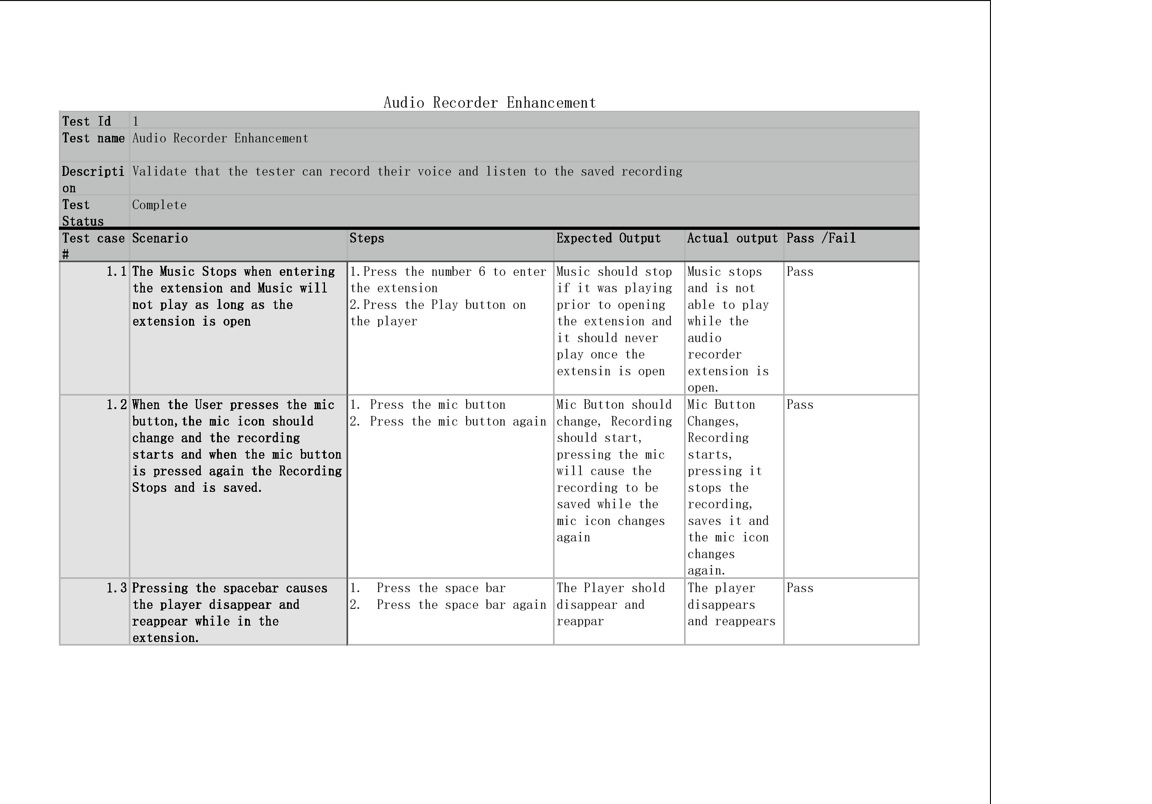 Audio Recorder Enhancement
Test Id 1
Test name Audio Recorder Enhancement
Descripti
on
Validate that the tester can record their voice and listen to the saved recording
Test
Status
Complete
Test case
#
Scenario
Steps
Expected Output
Actual output
Pass /Fail
1.1
The Music Stops when entering
the extension and Music will
not play as long as the
extension is open
1.Press the number 6 to enter
the extension
2.Press the Play button on
the player
Music should stop
if it was playing
prior to opening
the extension and
it should never
play once the
extensin is open
Music stops
and is not
able to play
while the
audio
recorder
extension is
open.
Pass
1.2
When the User presses the mic
button,the mic icon should
change and the recording
starts and when the mic button
is pressed again the Recording
Stops and is saved.
1. Press the mic button
2. Press the mic button again
Mic Button should
change, Recording
should start,
pressing the mic
will cause the
recording to be
saved while the
mic icon changes
again
Mic Button
Changes,
Recording
starts,
pressing it
stops the
recording,
saves it and
the mic icon
changes
again.
Pass
1.3
Pressing the spacebar causes
the player disappear and
reappear while in the
extension.
1. Press the space bar
2. Press the space bar again
The Player shold
disappear and
reappar
The player
disappears
and reappears
Pass